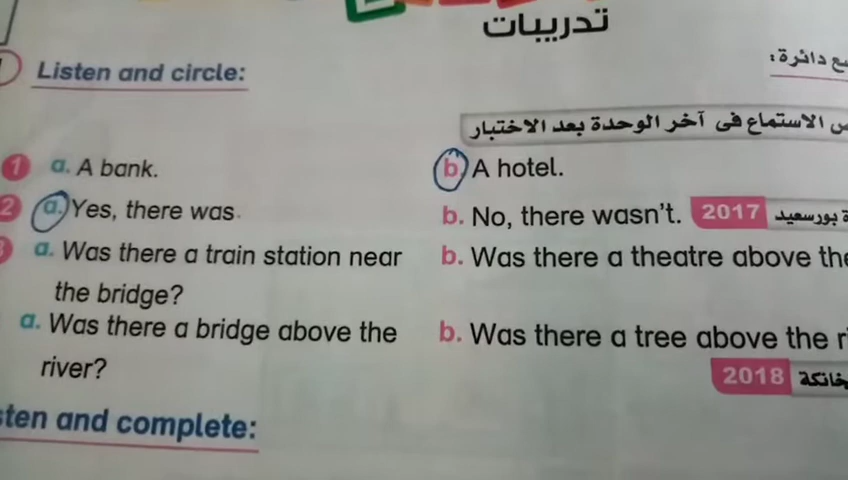 تدريبات
Listen and circle:
دائرة:
الاستماع فى آخر الوحدة بعد الاختبار
1 a. A bank. b. A hotel.
2 a. Yes, there was. b. No, there wasn't. 2017 بورسعيد
a. Was there a train station near b. Was there a theatre above the
the bridge?
a. Was there a bridge above the b. Was there a tree above the
river?
2018
and complete: